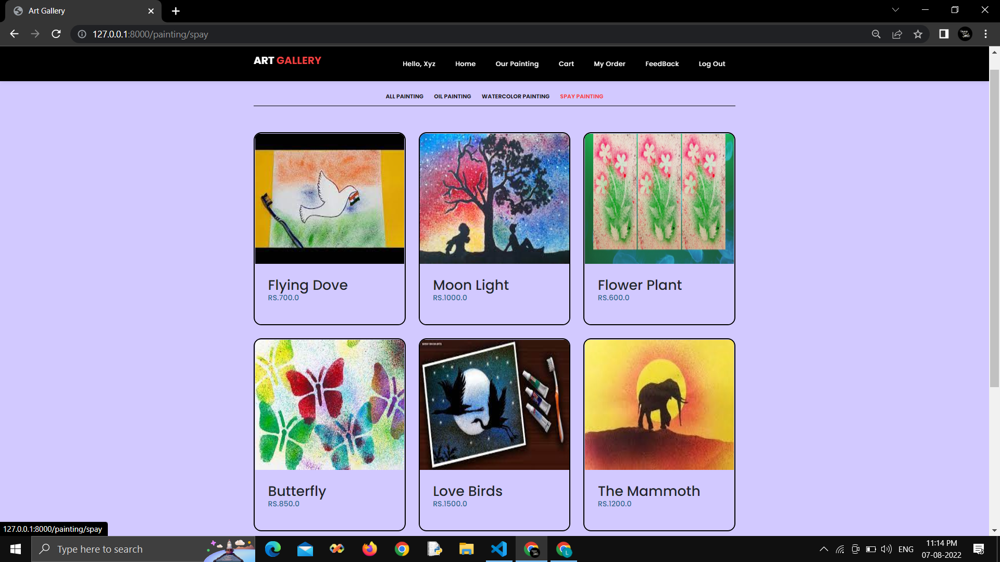 Art Gallery
127.0.0.1:8000/painting/spay
ART GALLERY
Hello, Xyz Home Our Painting Cart My Order FeedBack Log Out
ALL PAINTING OIL PAINTING WATERCOLOR PAINTING SPAY PAINTING
Flying Dove
RS.700.0
Moon Light
RS.1000.0
Flower Plant
RS.600.0
Butterfly
RS.850.0
Love Birds
RS.1500.0
The Mammoth
RS.1200.0
127.0.0.1:8000/painting/spay
Type here to search
L
ENG
11:14 PM
07-08-2022